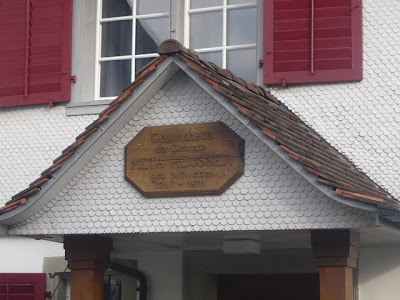 Geburtshaus
der Dichterin
META HEUSSER
geb. Schweizer
1797 - 1876